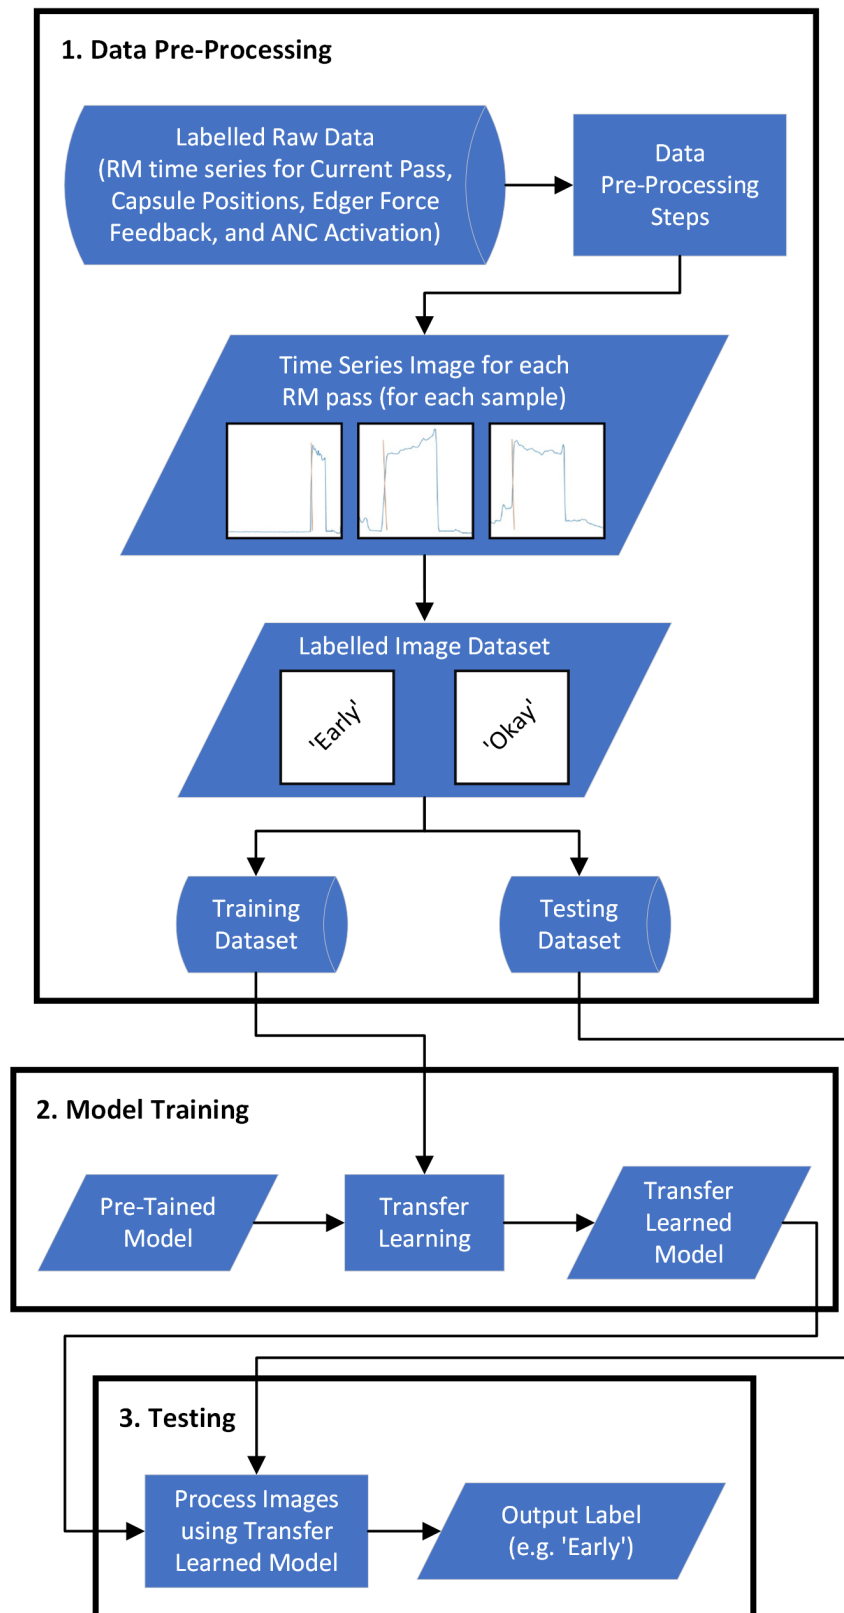 1. Data Pre-Processing
Labelled Raw Data
(RM time series for Current Pass,
Capsule Positions, Edger Force
Feedback, and ANC Activation)
Data
Pre-Processing
Steps
Time Series Image for each
RM pass (for each sample)
Labelled Image Dataset
'Early'
'Okay'
Training
Dataset
Testing
Dataset
2. Model Training
Pre-Tained
Model
Transfer
Learning
Transfer
Learned
Model
3. Testing
Process Images
using Transfer
Learned Model
Output Label
(e.g. 'Early')